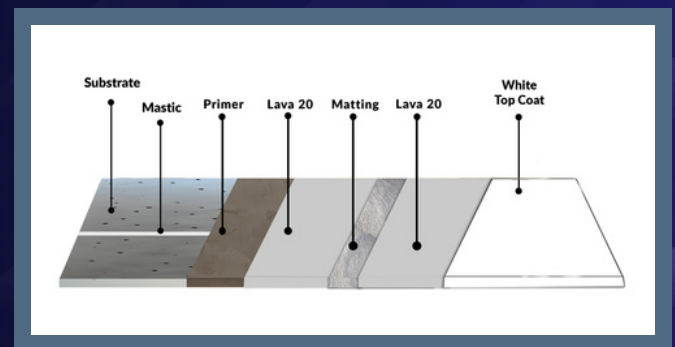 Substrate
Mastic
Primer
Lava 20
Matting
Lava 20
White
Top Coat